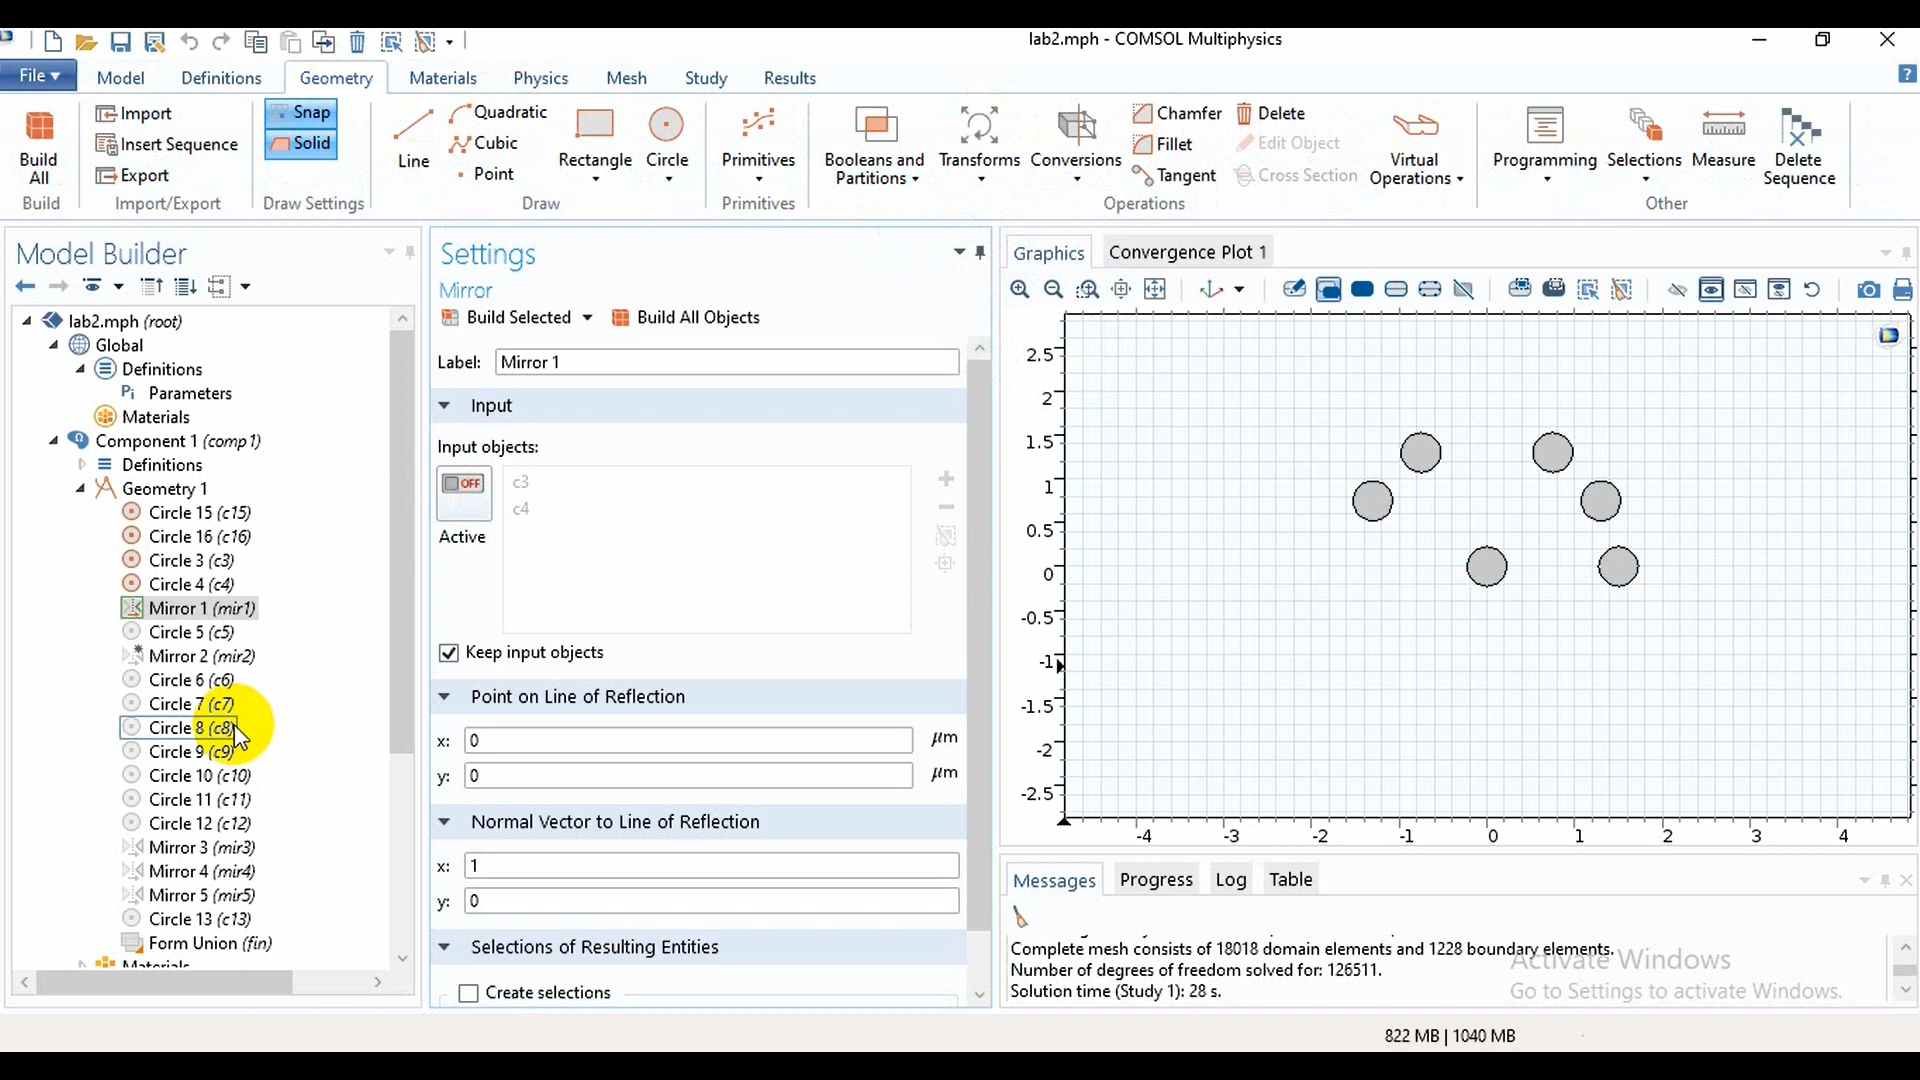 lab2.mph - COMSOL Multiphysics
File Model Definitions Geometry Materials Physics Mesh Study Results
Build All
Import
Insert Sequence
Export
Snap
Solid
Line
Quadratic
Cubic
Point
Rectangle
Circle
Primitives
Booleans and Partitions
Transforms
Conversions
Chamfer
Fillet
Tangent
Delete
Edit Object
Cross Section
Virtual Operations
Programming
Selections
Measure
Delete Sequence
Build Import/Export Draw Settings Draw Primitives Operations Other
Model Builder
lab2.mph (root)
Global
Definitions
Pi Parameters
Materials
Component 1 (comp1)
Definitions
Geometry 1
Circle 15 (c15)
Circle 16 (c16)
Circle 3 (c3)
Circle 4 (c4)
Mirror 1 (mir1)
Circle 5 (c5)
Mirror 2 (mir2)
Circle 6 (c6)
Circle 7 (c7)
Circle 8 (c8)
Circle 9 (c9)
Circle 10 (c10)
Circle 11 (c11)
Circle 12 (c12)
Mirror 3 (mir3)
Mirror 4 (mir4)
Mirror 5 (mir5)
Circle 13 (c13)
Form Union (fin)
Materials
Settings
Mirror
Build Selected Build All Objects
Label: Mirror 1
Input
Input objects:
OFF
Active
c3
c4
Keep input objects
Point on Line of Reflection
x: 0 μm
y: 0 μm
Normal Vector to Line of Reflection
x: 1
y: 0
Selections of Resulting Entities
Create selections
Graphics Convergence Plot 1
2.5
2
1.5
1
0.5
0
-0.5
-1
-1.5
-2
-2.5
-4 -3 -2 -1 0 1 2 3 4
Messages Progress Log Table
Complete mesh consists of 18018 domain elements and 1228 boundary elements.
Number of degrees of freedom solved for: 126511.
Solution time (Study 1): 28 s.
Activate Windows
Go to Settings to activate Windows.
822 MB | 1040 MB